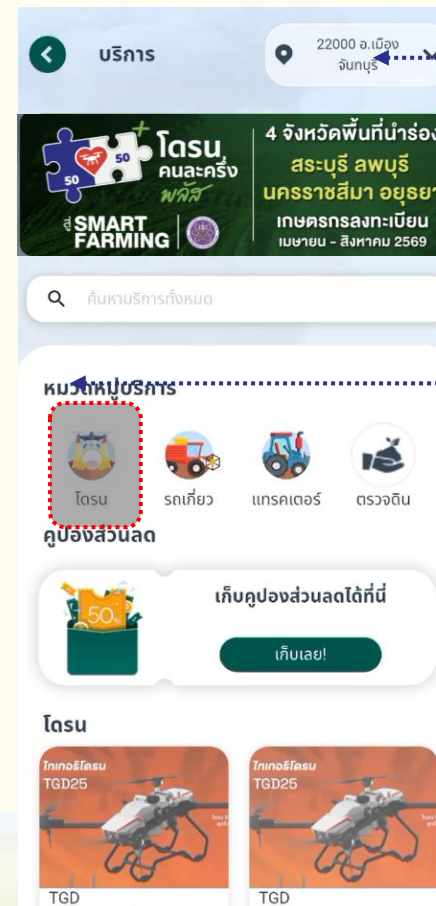 บริการ
22000 อ.เมือง
จันทบุรี
โดรน
คนละครึ่ง
พลัส
50
50
SMART
FARMING
4 จังหวัดพื้นที่นำร่อง
สระบุรี ลพบุรี
นครราชสีมา อยุธยา
เกษตรกรลงทะเบียน
เมษายน - สิงหาคม 2569
ค้นหาบริการทั้งหมด
หมวดหมู่บริการ
โดรน
รถเกี่ยว
แทรคเตอร์
ตรวจดิน
คูปองส่วนลด
50
เก็บคูปองส่วนลดได้ที่นี่
เก็บเลย!
โดรน
ไทเกอร์โดรน
TGD25
TGD
ไทเกอร์โดรน
TGD25
TGD